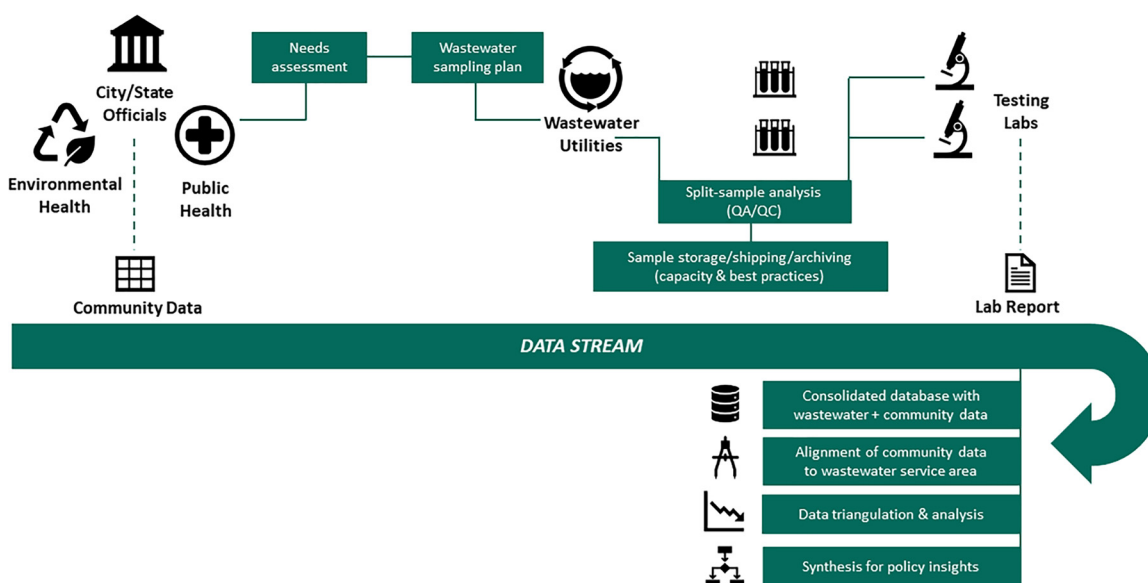 City/State
Officials
Environmental
Health
Public
Health
Community Data
Needs
assessment
Wastewater
sampling plan
Wastewater
Utilities
Split-sample analysis
(QA/QC)
Sample storage/shipping/archiving
(capacity & best practices)
Testing
Labs
Lab Report
DATA STREAM
Consolidated database with
wastewater + community data
Alignment of community data
to wastewater service area
Data triangulation & analysis
Synthesis for policy insights